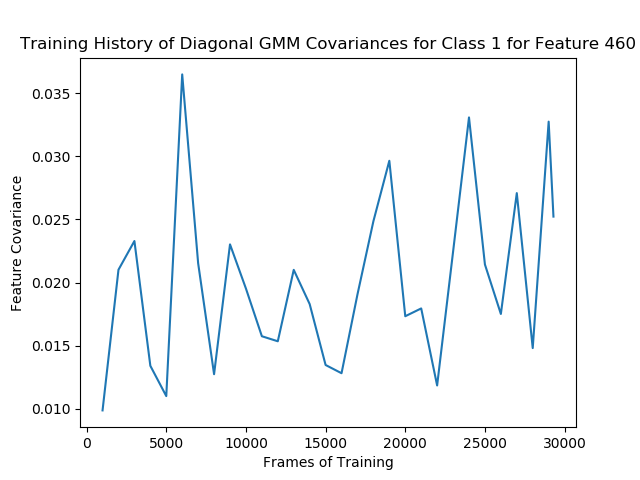 Training History of Diagonal GMM Covariances for Class 1 for Feature 460
0.035
0.030
0.025
0.020
0.015
0.010
Feature Covariance
0 5000 10000 15000 20000 25000 30000
Frames of Training